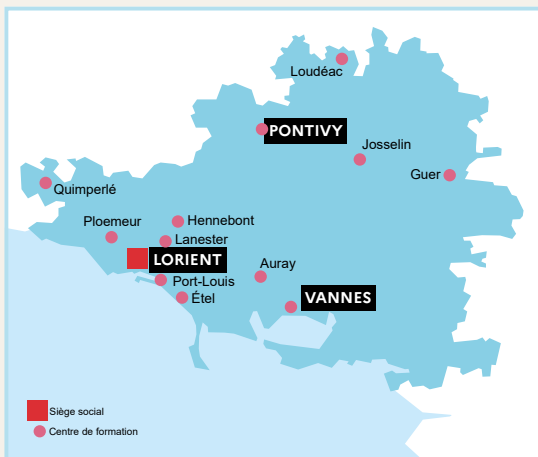 Loudéac
PONTIVY
Josselin
Guer
Quimperlé
Ploemeur
Hennebont
Lanester
LORIENT
Auray
Port-Louis
Étel
VANNES
Siège social
Centre de formation